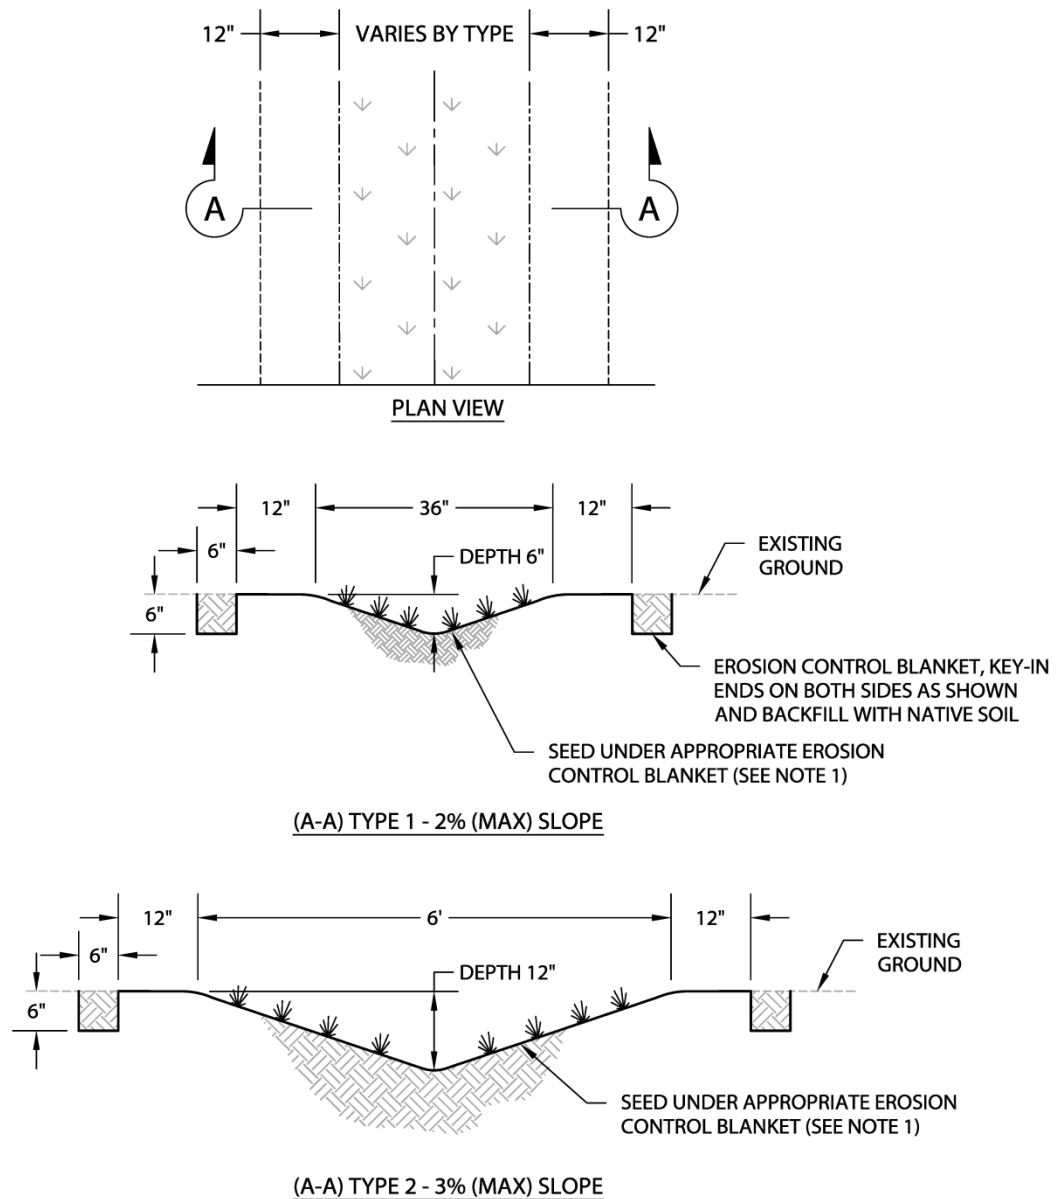 12" VARIES BY TYPE 12"
A A
PLAN VIEW
12" 36" 12"
6" DEPTH 6" EXISTING
GROUND
6"
EROSION CONTROL BLANKET, KEY-IN
ENDS ON BOTH SIDES AS SHOWN
AND BACKFILL WITH NATIVE SOIL
SEED UNDER APPROPRIATE EROSION
CONTROL BLANKET (SEE NOTE 1)
(A-A) TYPE 1 - 2% (MAX) SLOPE
12" 6' 12"
6" DEPTH 12" EXISTING
GROUND
6"
SEED UNDER APPROPRIATE EROSION
CONTROL BLANKET (SEE NOTE 1)
(A-A) TYPE 2 - 3% (MAX) SLOPE